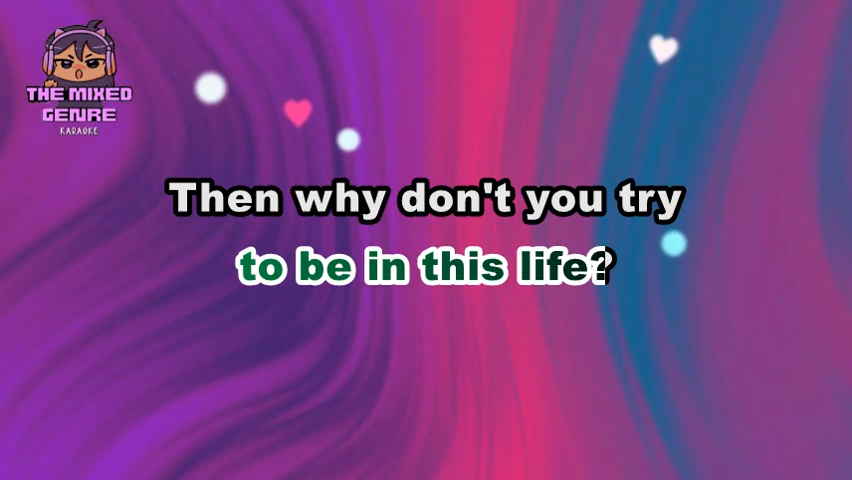 THE MIXED
GENRE
KARAOKE
Then why don't you try
to be in this life?